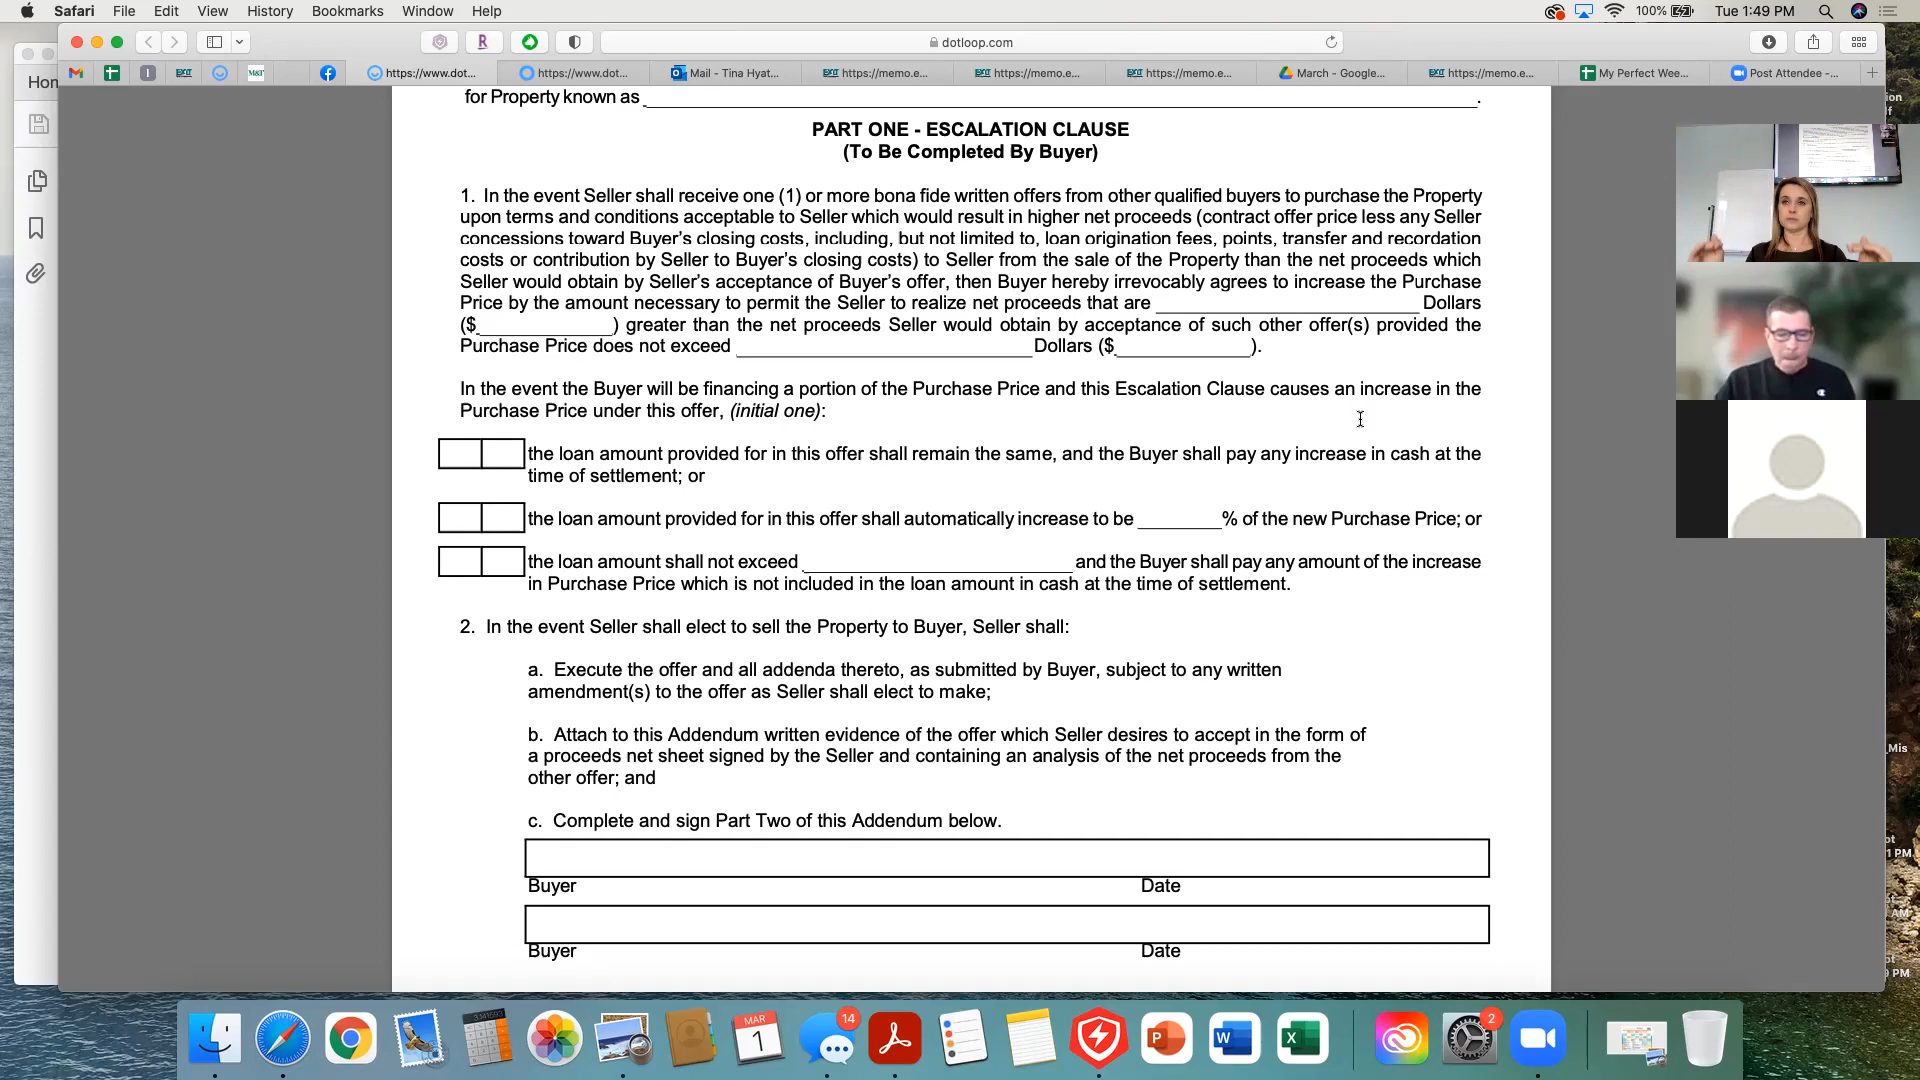 Safari File Edit View History Bookmarks Window Help 100% Tue 1:49 PM
dotloop.com
https://www.dot... https://www.dot... Mail - Tina Hyat... https://memo.e... https://memo.e... https://memo.e... March - Google... https://memo.e... My Perfect Wee... Post Attendee -...
Hon
for Property known as .
PART ONE - ESCALATION CLAUSE
(To Be Completed By Buyer)
1. In the event Seller shall receive one (1) or more bona fide written offers from other qualified buyers to purchase the Property
upon terms and conditions acceptable to Seller which would result in higher net proceeds (contract offer price less any Seller
concessions toward Buyer's closing costs, including, but not limited to, loan origination fees, points, transfer and recordation
costs or contribution by Seller to Buyer's closing costs) to Seller from the sale of the Property than the net proceeds which
Seller would obtain by Seller's acceptance of Buyer's offer, then Buyer hereby irrevocably agrees to increase the Purchase
Price by the amount necessary to permit the Seller to realize net proceeds that are ____ Dollars
($____) greater than the net proceeds Seller would obtain by acceptance of such other offer(s) provided the
Purchase Price does not exceed ____ Dollars ($____).
In the event the Buyer will be financing a portion of the Purchase Price and this Escalation Clause causes an increase in the
Purchase Price under this offer, (initial one):
the loan amount provided for in this offer shall remain the same, and the Buyer shall pay any increase in cash at the
time of settlement; or
the loan amount provided for in this offer shall automatically increase to be ____% of the new Purchase Price; or
the loan amount shall not exceed ____ and the Buyer shall pay any amount of the increase
in Purchase Price which is not included in the loan amount in cash at the time of settlement.
2. In the event Seller shall elect to sell the Property to Buyer, Seller shall:
a. Execute the offer and all addenda thereto, as submitted by Buyer, subject to any written
amendment(s) to the offer as Seller shall elect to make;
b. Attach to this Addendum written evidence of the offer which Seller desires to accept in the form of
a proceeds net sheet signed by the Seller and containing an analysis of the net proceeds from the
other offer; and
c. Complete and sign Part Two of this Addendum below.
Buyer Date
Buyer Date
_Mis
1 PM
AM
PM
3.141593
MAR
1
14
2